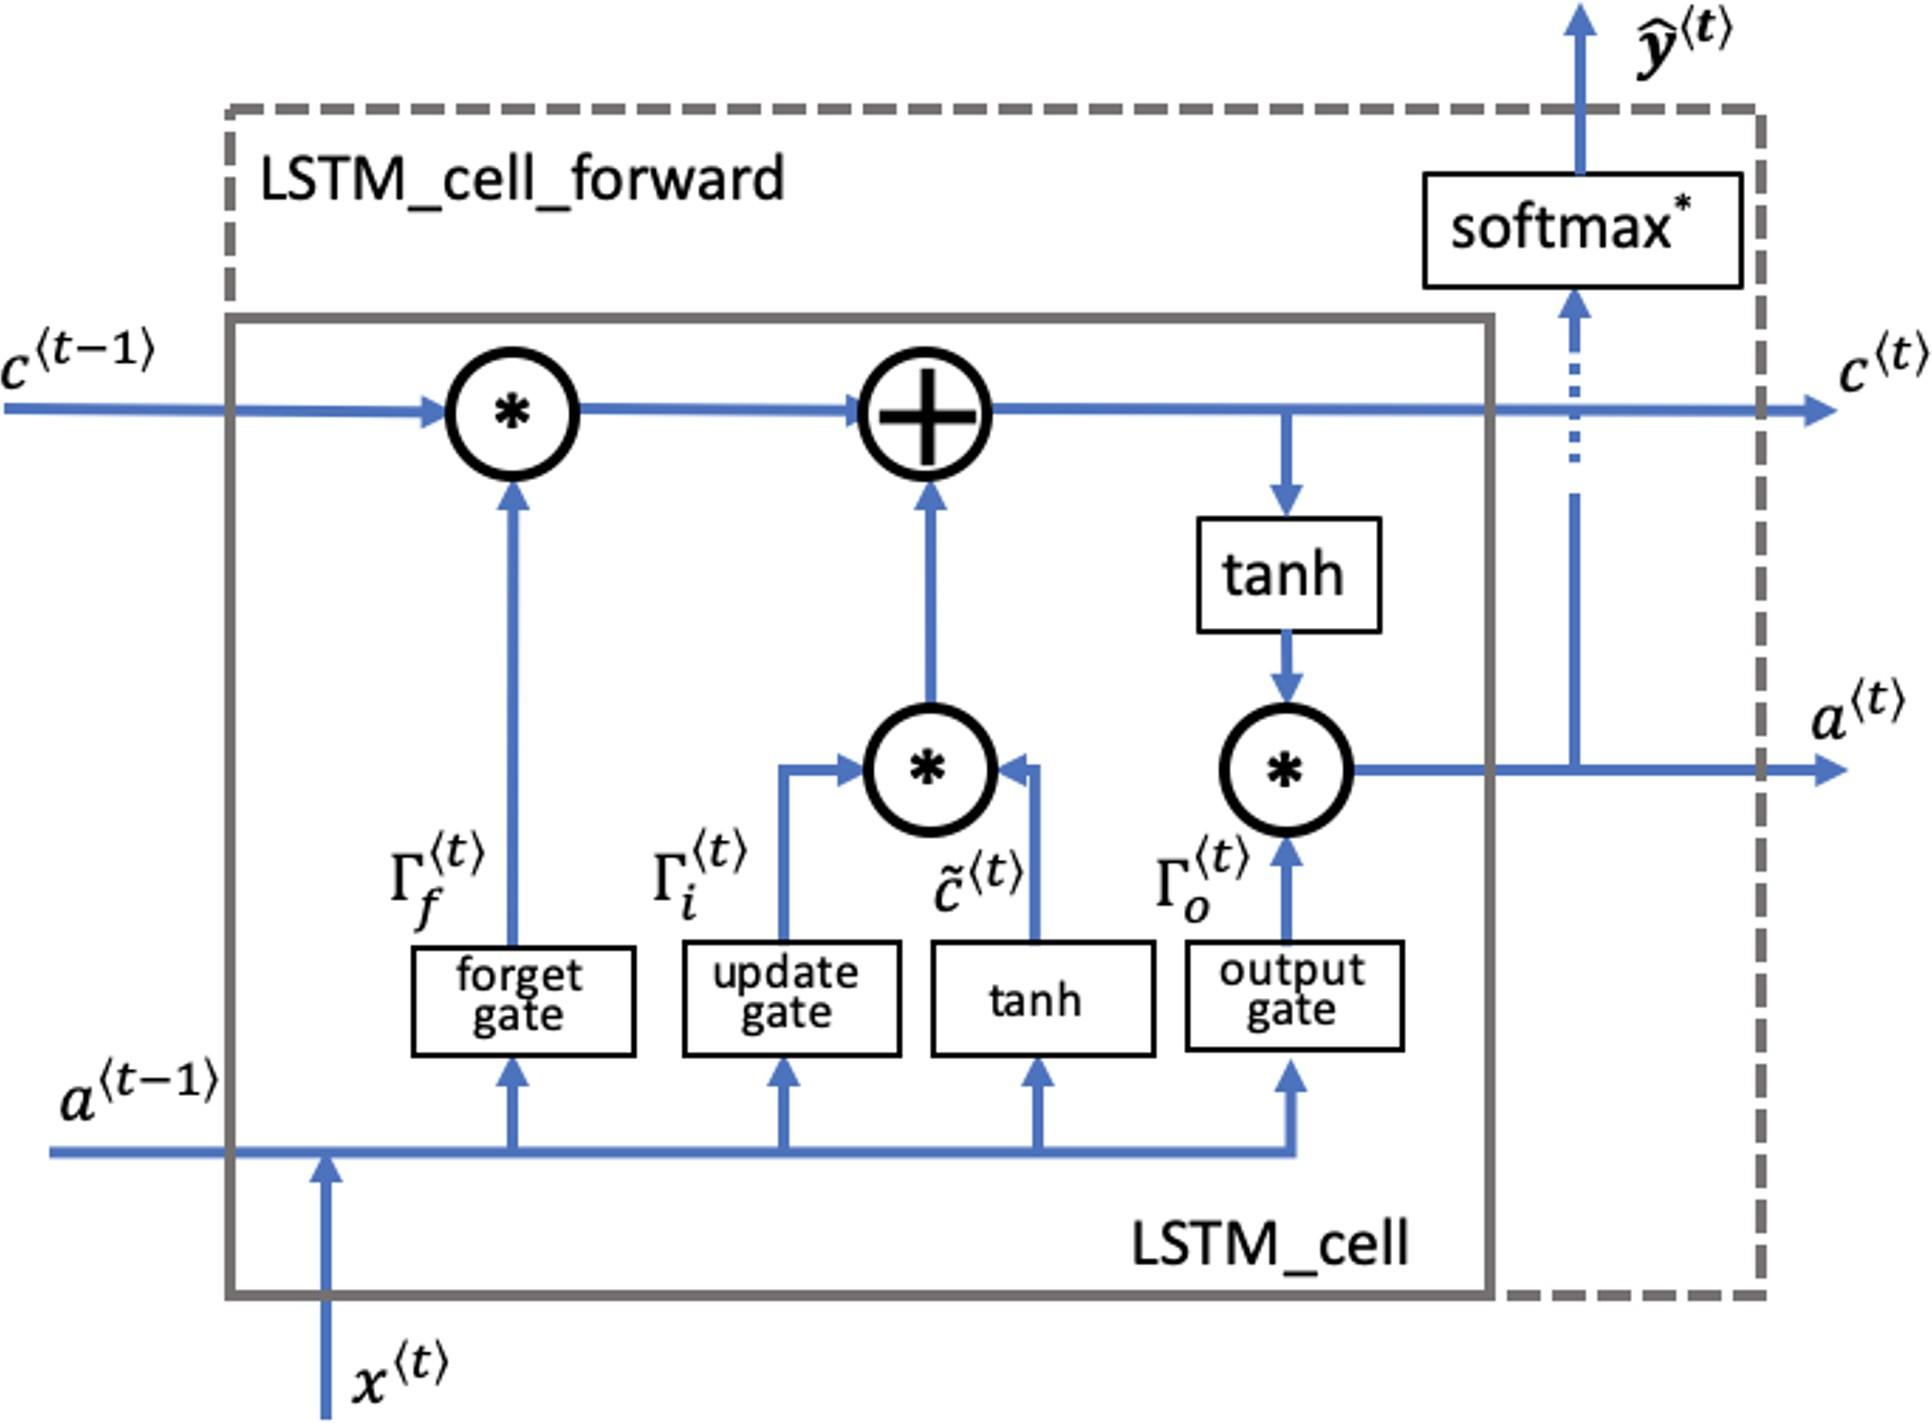 ŷ⟨t⟩
LSTM_cell_forward
softmax*
c⟨t−1⟩
c⟨t⟩
*
+
tanh
a⟨t⟩
*
*
Γf⟨t⟩
Γi⟨t⟩
c̃⟨t⟩
Γo⟨t⟩
forget
gate
update
gate
tanh
output
gate
a⟨t−1⟩
LSTM_cell
x⟨t⟩